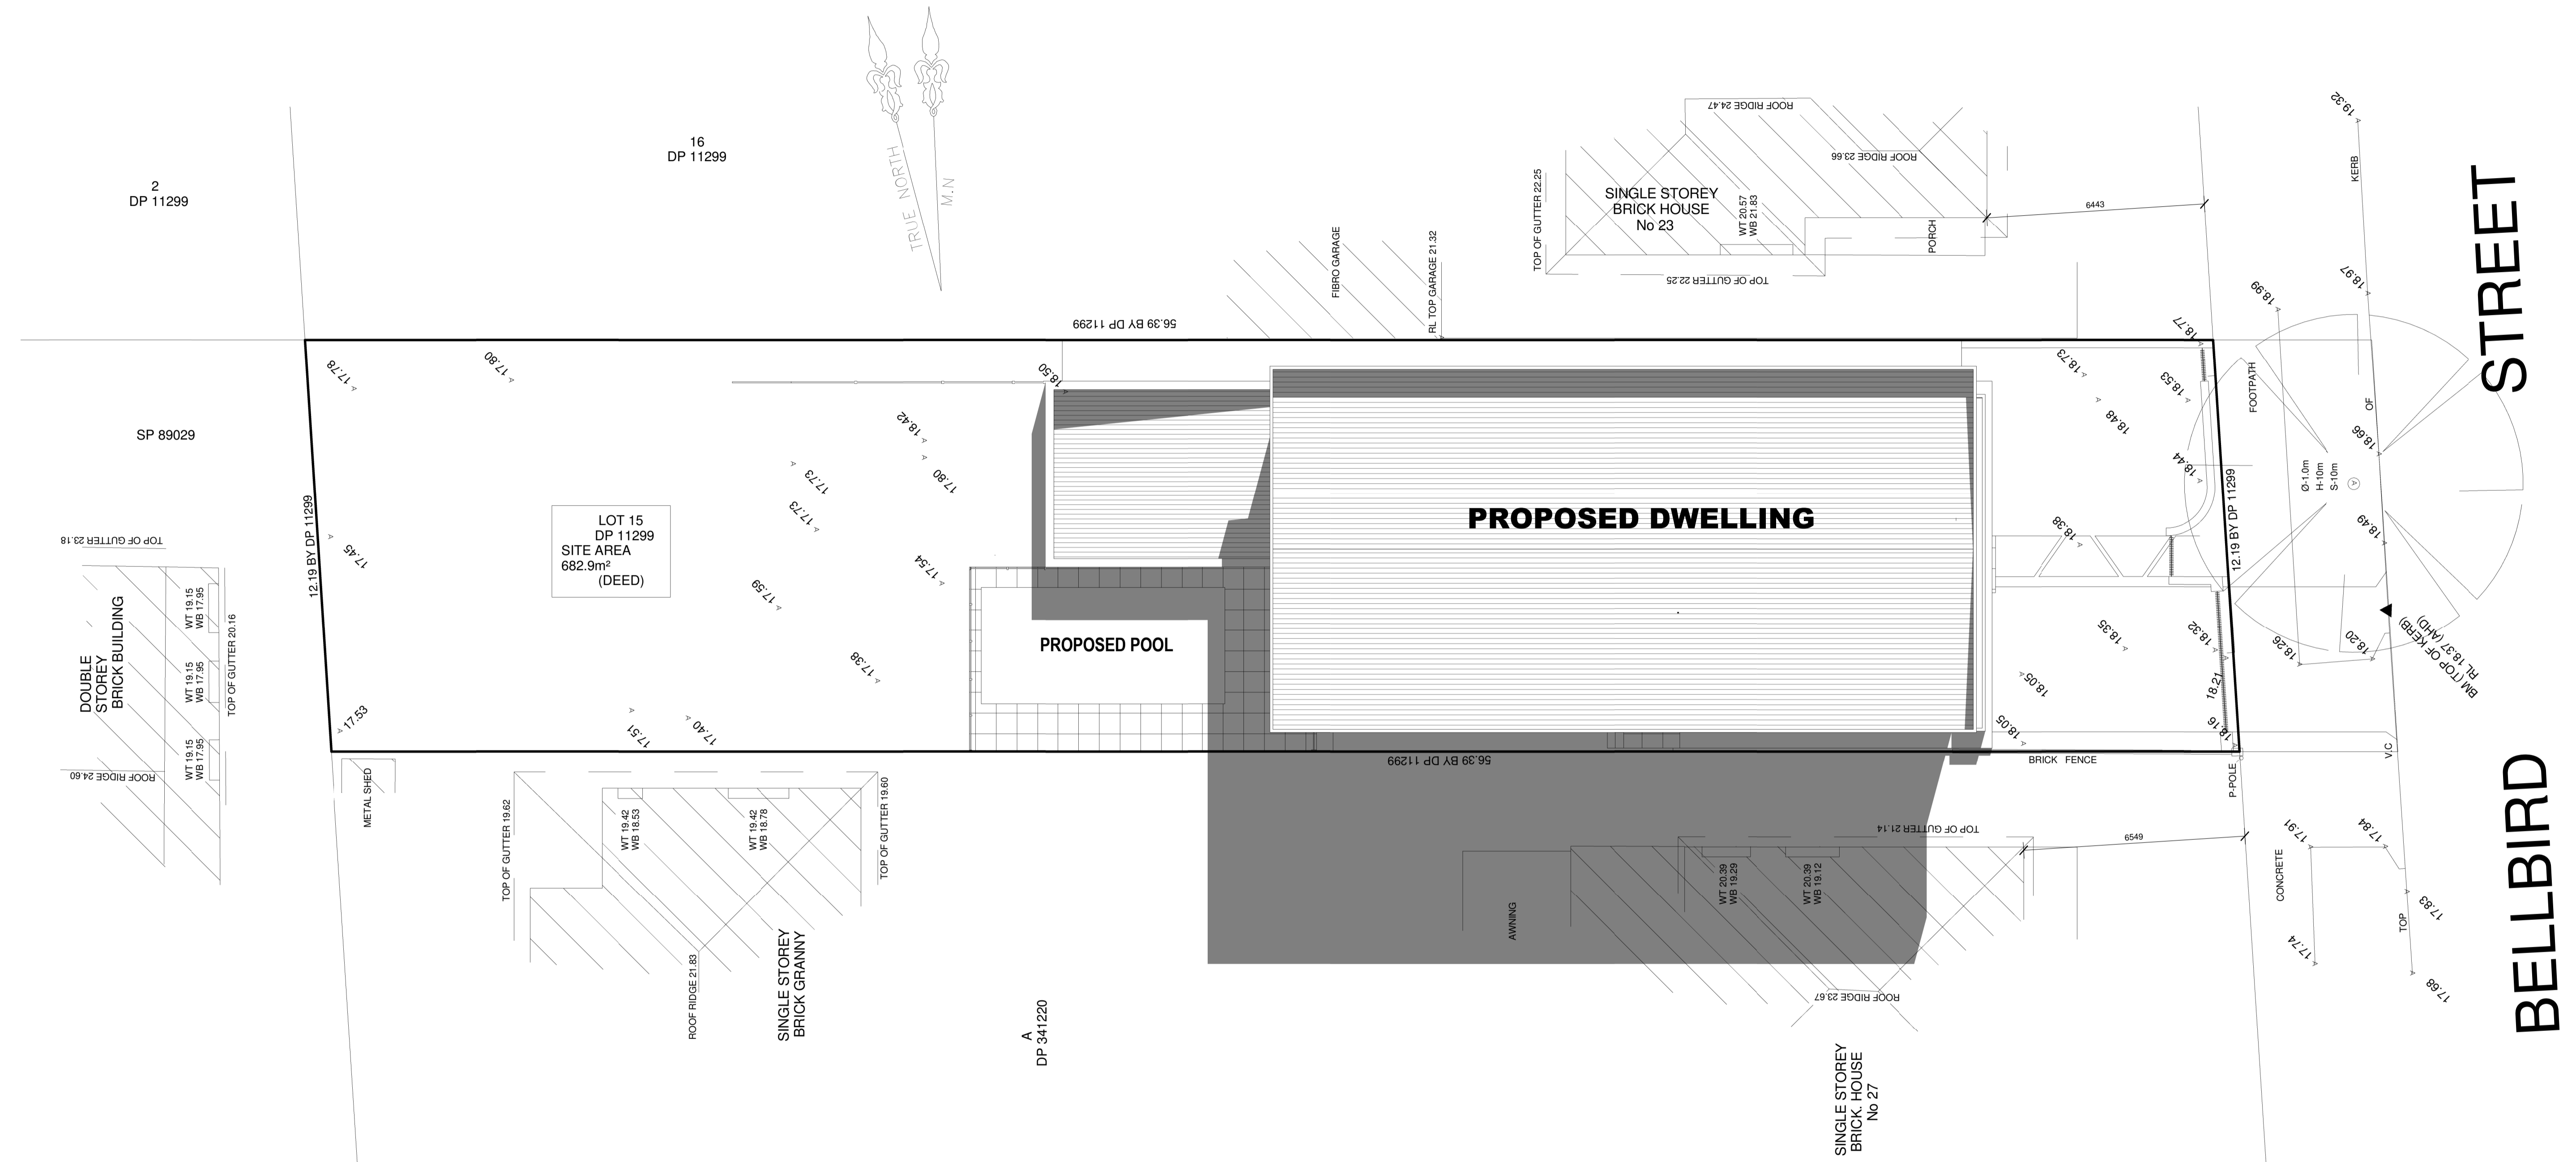 2
DP 11299
16
DP 11299
TRUE NORTH
M.N
SP 89029
TOP OF GUTTER 23.18
DOUBLE
STOREY
BRICK BUILDING
WT 19.15
WB 17.95
WT 19.15
WB 17.95
WT 19.15
WB 17.95
TOP OF GUTTER 20.16
ROOF RIDGE 24.60
12.19 BY DP 11299
56.39 BY DP 11299
17.78
17.80
17.45
17.53
LOT 15
DP 11299
SITE AREA
682.9m²
(DEED)
18.50
18.42
17.80
17.73
17.73
17.54
17.59
17.38
17.51
17.40
PROPOSED POOL
PROPOSED DWELLING
FIBRO GARAGE
RL TOP GARAGE 21.32
TOP OF GUTTER 22.25
ROOF RIDGE 24.47
ROOF RIDGE 23.66
SINGLE STOREY
BRICK HOUSE
No 23
WT 20.57
WB 21.83
PORCH
TOP OF GUTTER 22.25
6443
19.32
KERB
18.97
18.99
18.77
18.73
18.53
18.48
FOOTPATH
OF
18.66
18.44
Ø-1.0m
H-10m
S-10m
A
12.19 BY DP 11299
18.49
18.38
18.35
18.32
18.26
18.20
BM (TOP OF KERB)
RL 18.37 (AHD)
18.05
18.21
18.05
18.16
56.39 BY DP 11299
BRICK FENCE
P-POLE
V.C
STREET
BELLBIRD
METAL SHED
TOP OF GUTTER 19.62
WT 19.42
WB 18.53
WT 19.42
WB 18.78
TOP OF GUTTER 19.60
ROOF RIDGE 21.83
SINGLE STOREY
BRICK GRANNY
A
DP 341220
AWNING
TOP OF GUTTER 21.14
WT 20.39
WB 19.29
WT 20.39
WB 19.12
ROOF RIDGE 23.67
SINGLE STOREY
BRICK. HOUSE
No 27
6549
17.91
17.84
CONCRETE
17.83
TOP
17.74
17.68